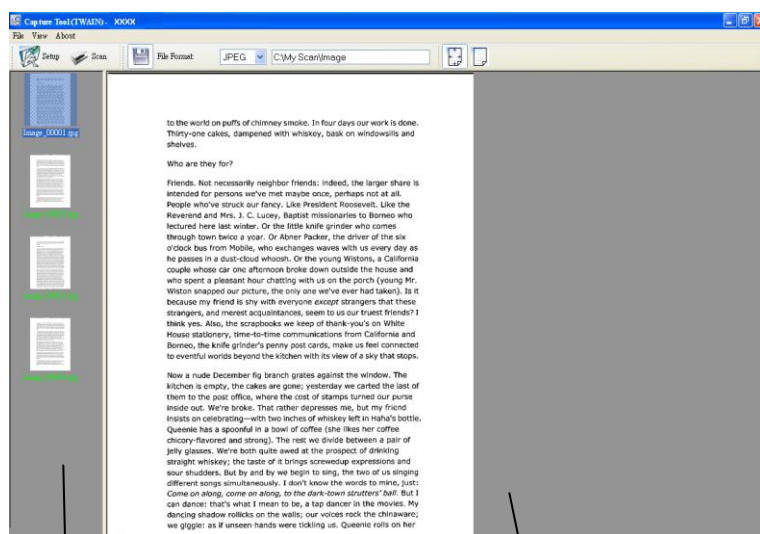 Capture Tool(TWAIN)- XXXX
File View About
Setup Scan File Format: JPEG C:\My Scan\Image
Image_00001.jpg
to the world on puffs of chimney smoke. In four days our work is done.
Thirty-one cakes, dampened with whiskey, bask on windowsills and
shelves.
Who are they for?
Friends. Not necessarily neighbor friends: indeed, the larger share is
intended for persons we've met maybe once, perhaps not at all.
People who've struck our fancy. Like President Roosevelt. Like the
Reverend and Mrs. J. C. Lucey, Baptist missionaries to Borneo who
lectured here last winter. Or the little knife grinder who comes
through town twice a year. Or Abner Packer, the driver of the six
o'clock bus from Mobile, who exchanges waves with us every day as
he passes in a dust-cloud whoosh. Or the young Wistons, a California
couple whose car one afternoon broke down outside the house and
who spent a pleasant hour chatting with us on the porch (young Mr.
Wiston snapped our picture, the only one we've ever had taken). Is it
because my friend is shy with everyone except strangers that these
strangers, and merest acquaintances, seem to us our truest friends? I
think yes. Also, the scrapbooks we keep of thank-you's on White
House stationery, time-to-time communications from California and
Borneo, the knife grinder's penny post cards, make us feel connected
to eventful worlds beyond the kitchen with its view of a sky that stops.
Now a nude December fig branch grates against the window. The
kitchen is empty, the cakes are gone; yesterday we carted the last of
them to the post office, where the cost of stamps turned our purse
inside out. We're broke. That rather depresses me, but my friend
insists on celebrating—with two inches of whiskey left in Haha's bottle.
Queenie has a spoonful in a bowl of coffee (she likes her coffee
chicory-flavored and strong). The rest we divide between a pair of
jelly glasses. We're both quite awed at the prospect of drinking
straight whiskey; the taste of it brings screwedup expressions and
sour shudders. But by and by we begin to sing, the two of us singing
different songs simultaneously. I don't know the words to mine, just:
Come on along, come on along, to the dark-town strutters' ball. But I
can dance: that's what I mean to be, a tap dancer in the movies. My
dancing shadow rollicks on the walls; our voices rock the chinaware;
we giggle: as if unseen hands were tickling us. Queenie rolls on her